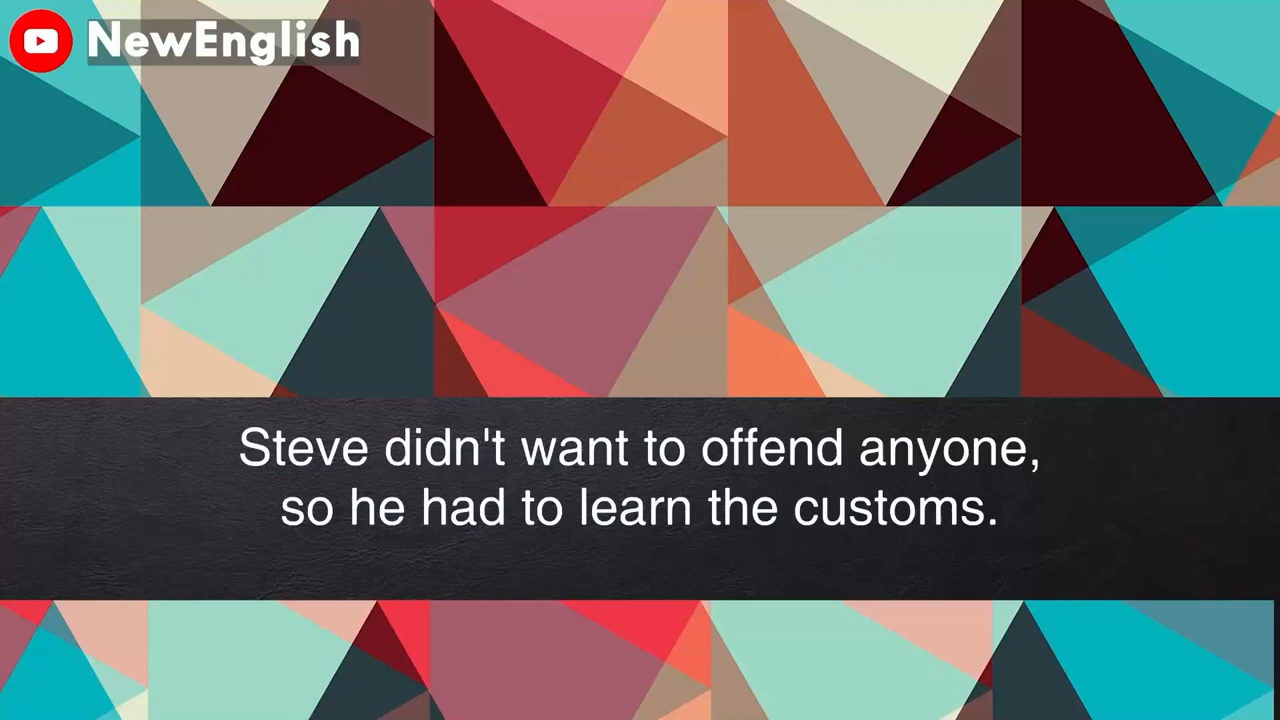 NewEnglish
Steve didn't want to offend anyone,
so he had to learn the customs.